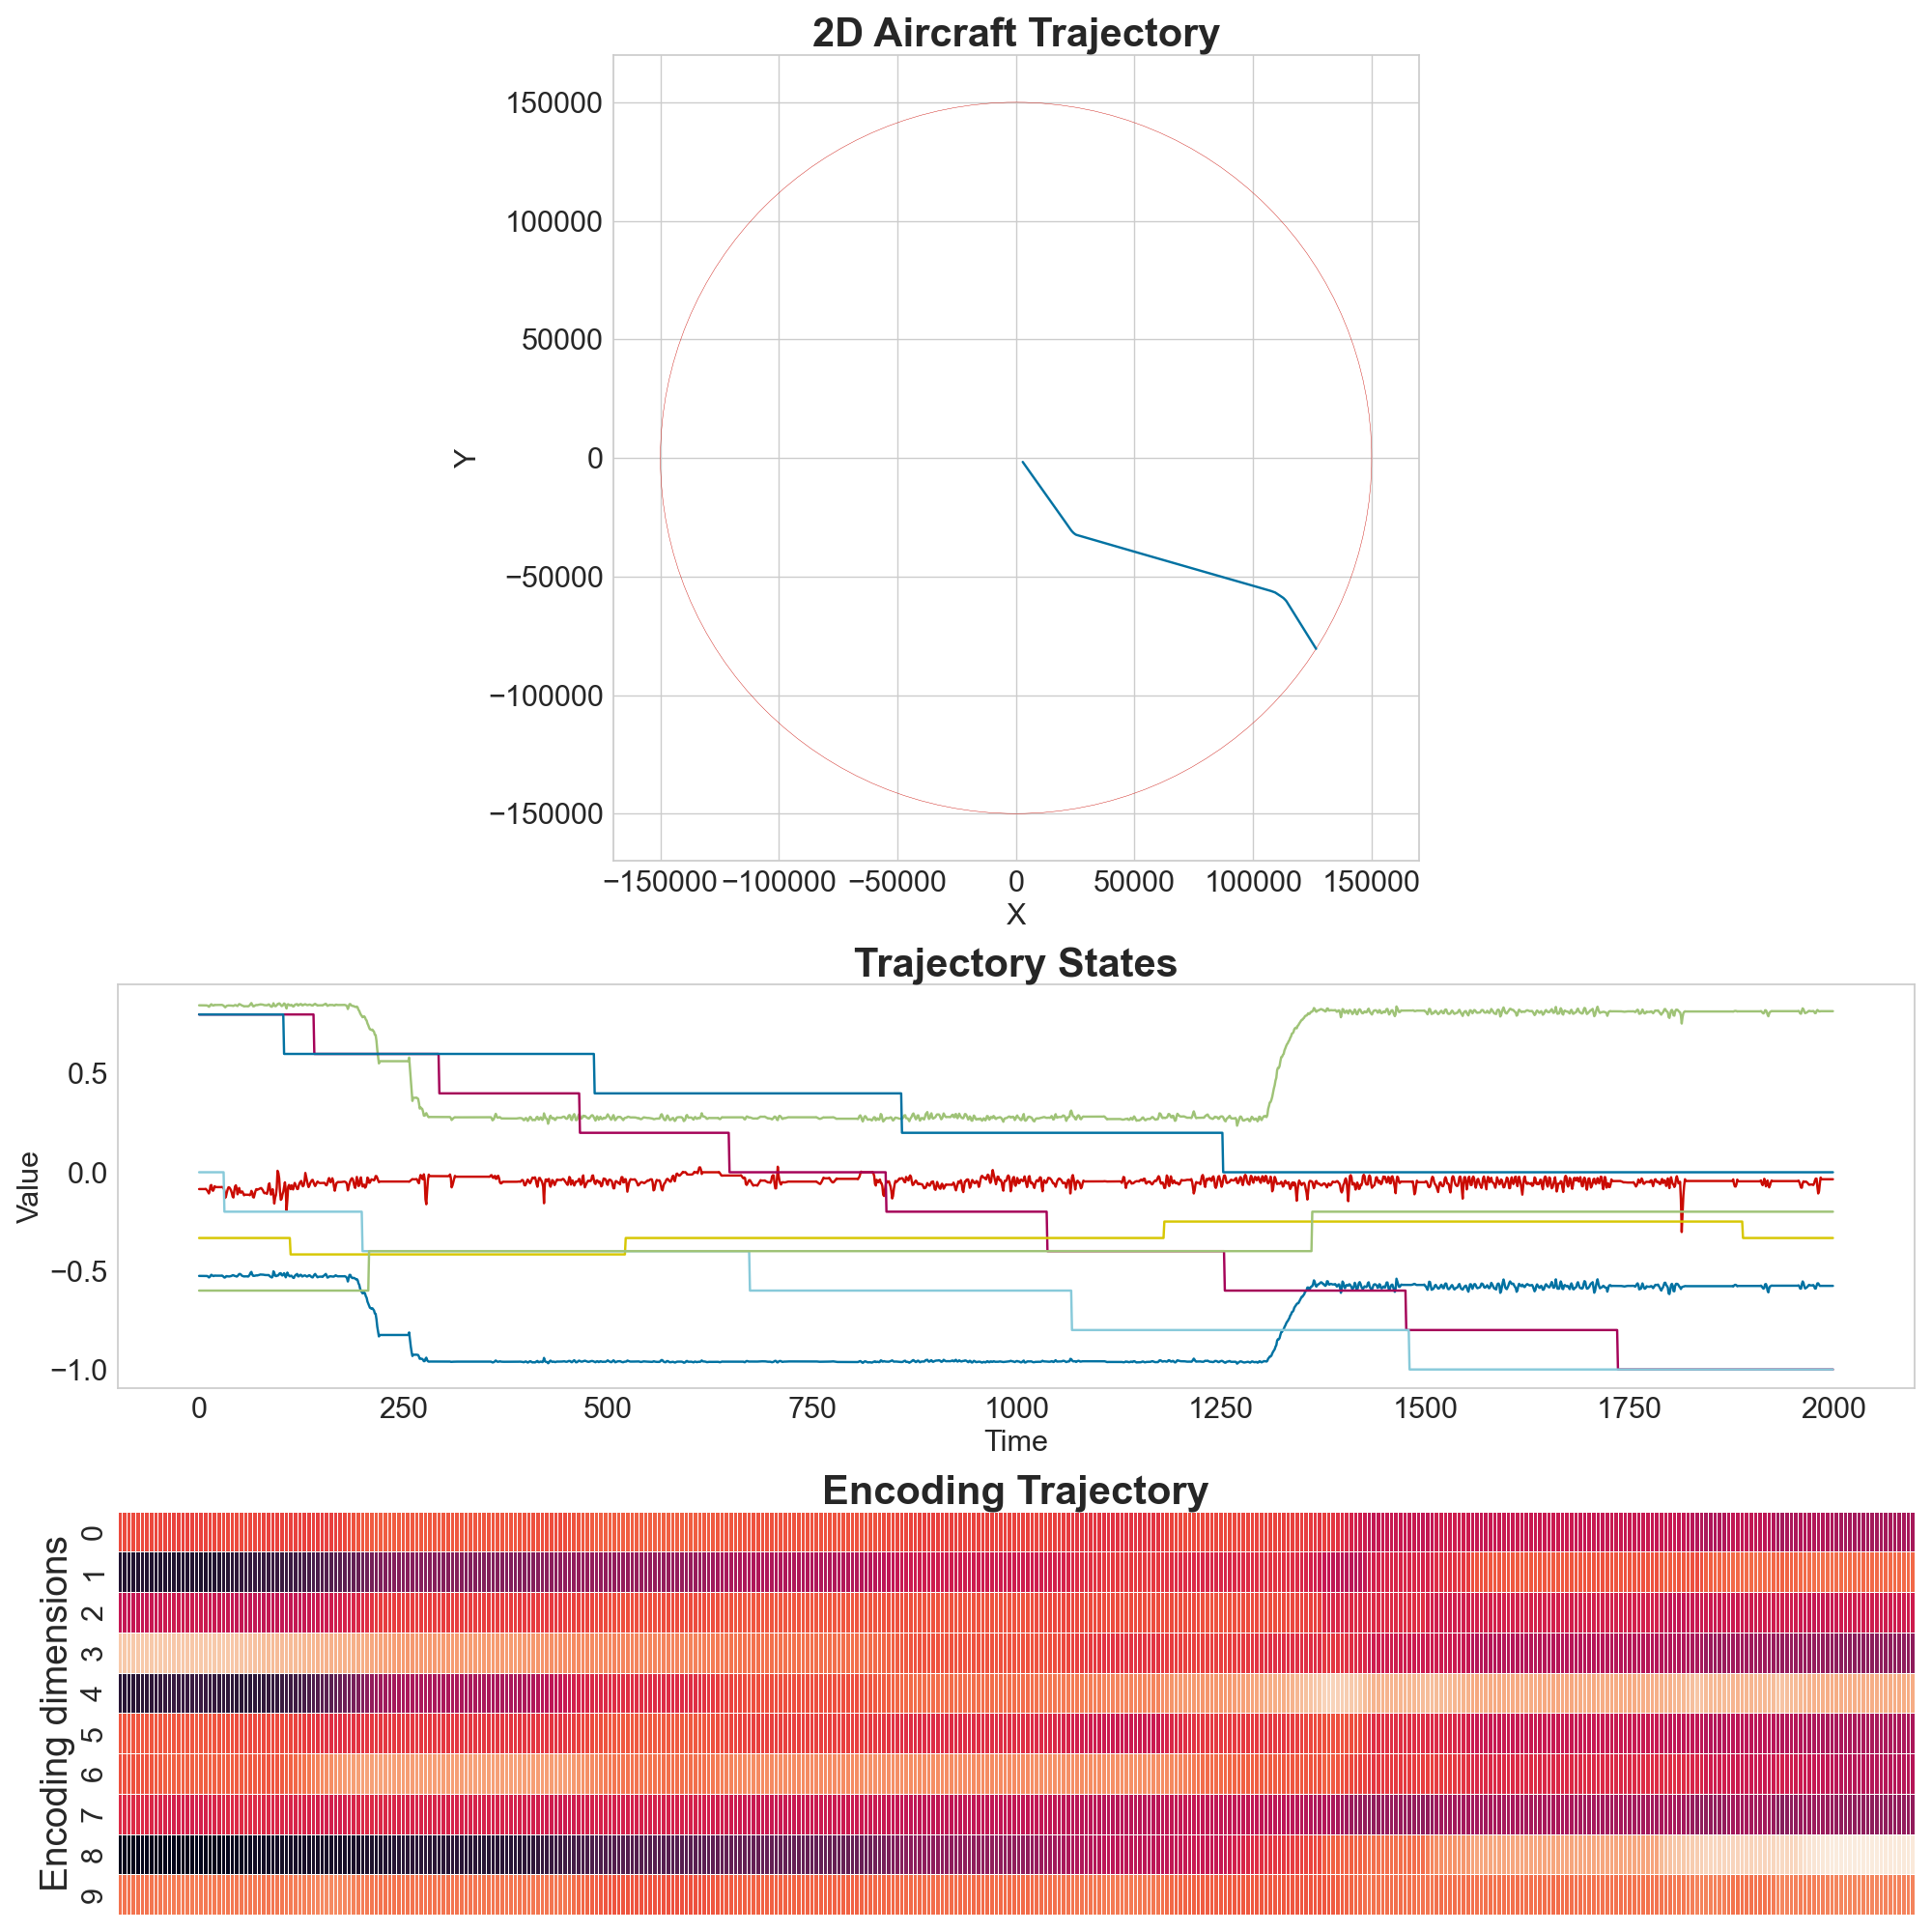 2D Aircraft Trajectory
150000
100000
50000
0
−50000
−100000
−150000
Y
−150000 −100000 −50000 0 50000 100000 150000
X
Trajectory States
0.5
0.0
−0.5
−1.0
Value
0 250 500 750 1000 1250 1500 1750 2000
Time
Encoding Trajectory
Encoding dimensions
0
1
2
3
4
5
6
7
8
9